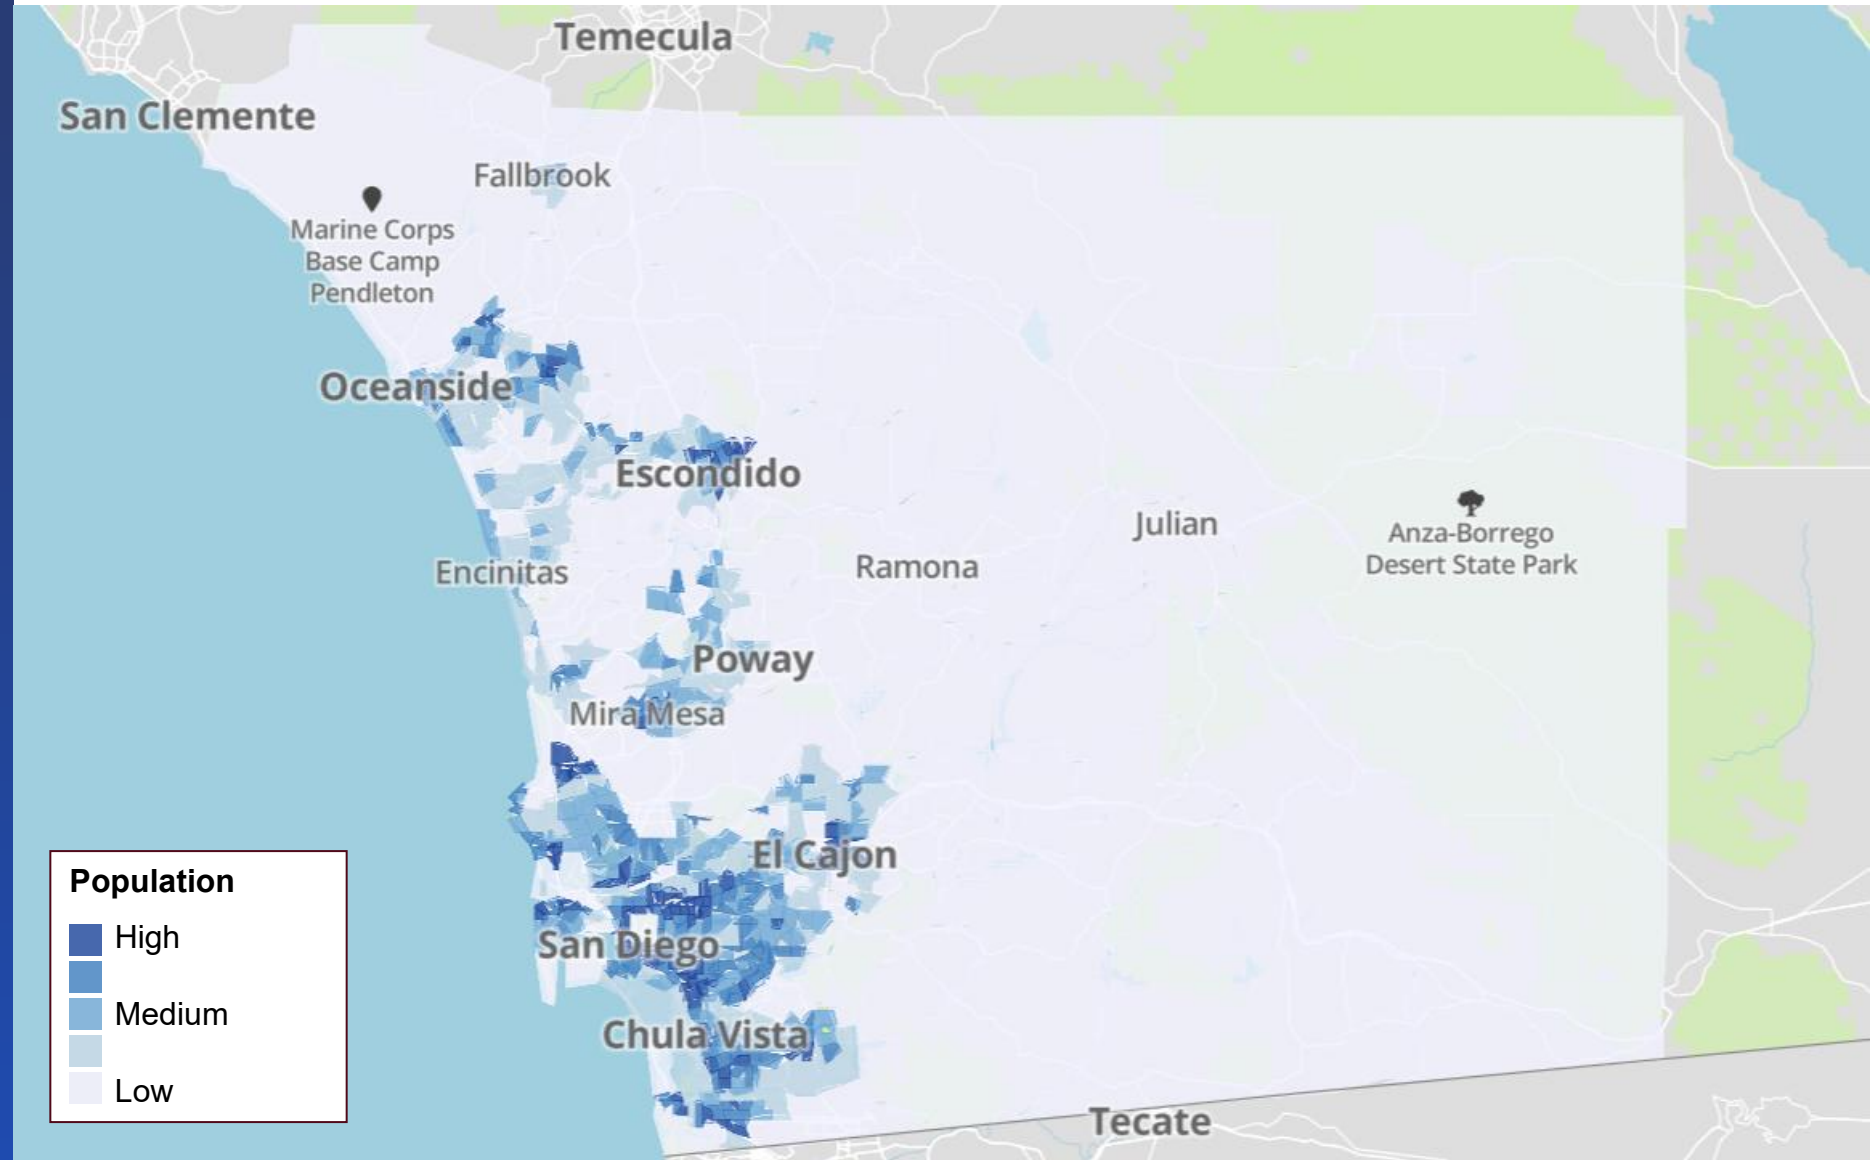 Temecula
San Clemente
Fallbrook
Marine Corps
Base Camp
Pendleton
Oceanside
Escondido
Julian
Anza-Borrego
Desert State Park
Encinitas
Ramona
Poway
Mira Mesa
El Cajon
San Diego
Chula Vista
Tecate
Population
High
Medium
Low